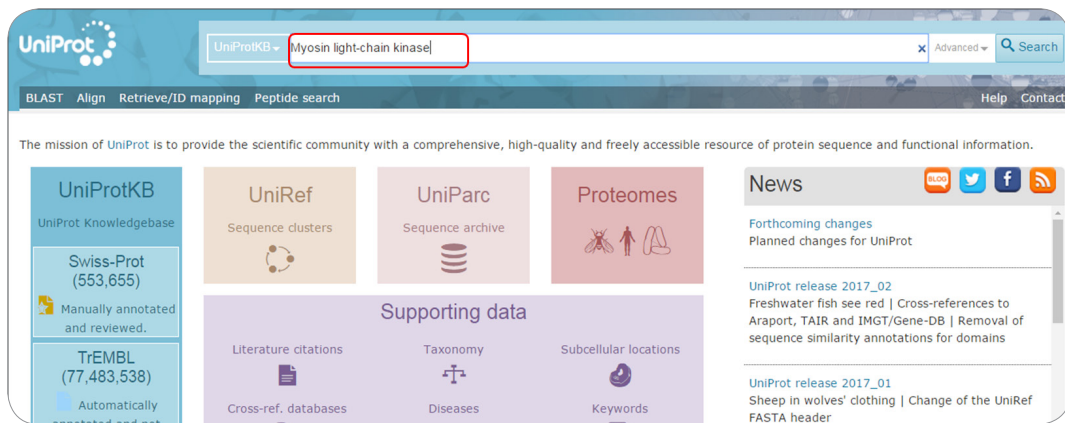 UniProt
UniProtKB
Myosin light-chain kinase
×
Advanced
Search
BLAST Align Retrieve/ID mapping Peptide search
Help Contact
The mission of UniProt is to provide the scientific community with a comprehensive, high-quality and freely accessible resource of protein sequence and functional information.
UniProtKB
UniProt Knowledgebase
Swiss-Prot
(553,655)
Manually annotated
and reviewed.
TrEMBL
(77,483,538)
Automatically
annotated and not
UniRef
Sequence clusters
UniParc
Sequence archive
Proteomes
Supporting data
Literature citations
Taxonomy
Subcellular locations
Cross-ref. databases
Diseases
Keywords
News
BLOG
Forthcoming changes
Planned changes for UniProt
UniProt release 2017_02
Freshwater fish see red | Cross-references to
Araport, TAIR and IMGT/Gene-DB | Removal of
sequence similarity annotations for domains
UniProt release 2017_01
Sheep in wolves' clothing | Change of the UniRef
FASTA header